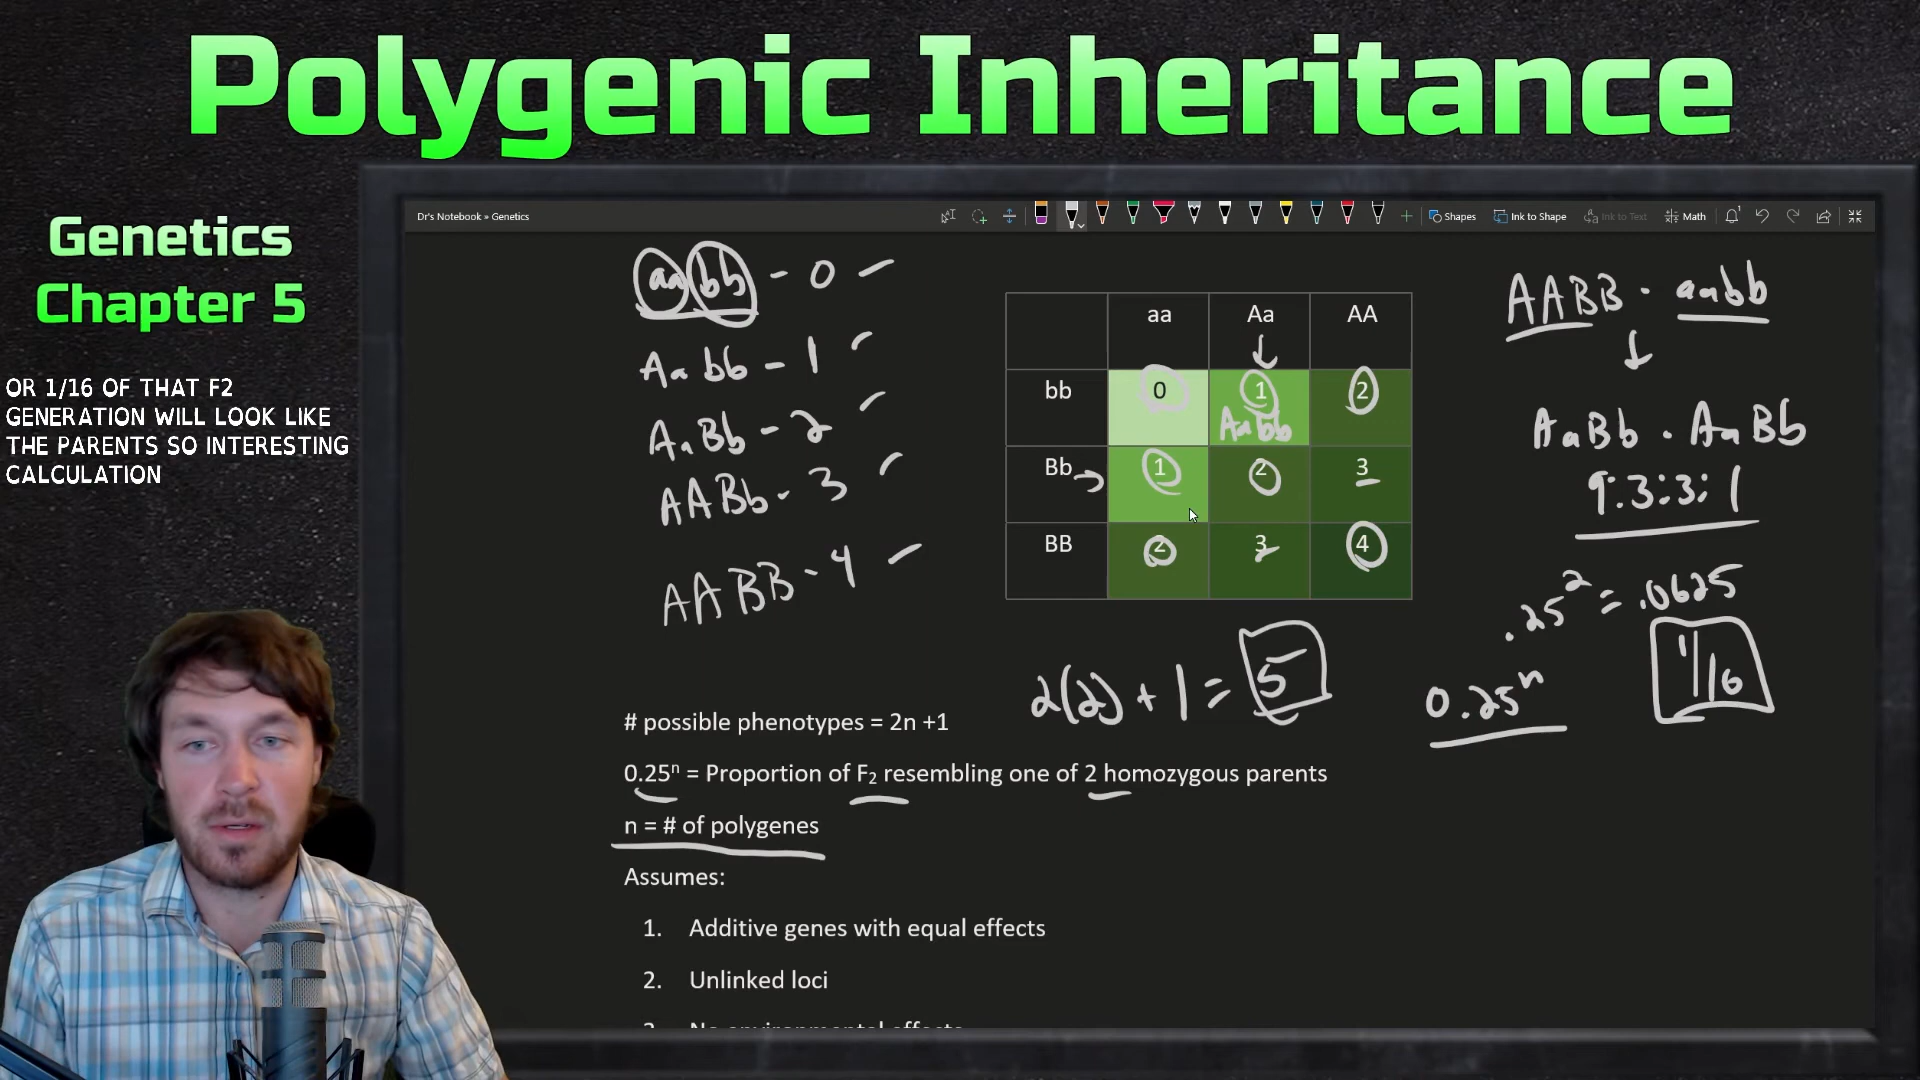 Polygenic Inheritance
Genetics
Chapter 5
OR 1/16 OF THAT F2
GENERATION WILL LOOK LIKE
THE PARENTS SO INTERESTING
CALCULATION
Dr's Notebook » Genetics
Shapes
Ink to Shape
Ink to Text
Math
aabb - 0
Aabb - 1
AaBb - 2
AABb - 3
AABB - 4
aa Aa AA
bb 0 1 2
Aabb
Bb 1 2 3
BB 2 3 4
AABB · aabb
AaBb · AaBb
9:3:3:1
.25² = .0625
0.25ⁿ
1/16
2(2) + 1 = 5
# possible phenotypes = 2n +1
0.25ⁿ = Proportion of F₂ resembling one of 2 homozygous parents
n = # of polygenes
Assumes:
1. Additive genes with equal effects
2. Unlinked loci
3. No environmental effects